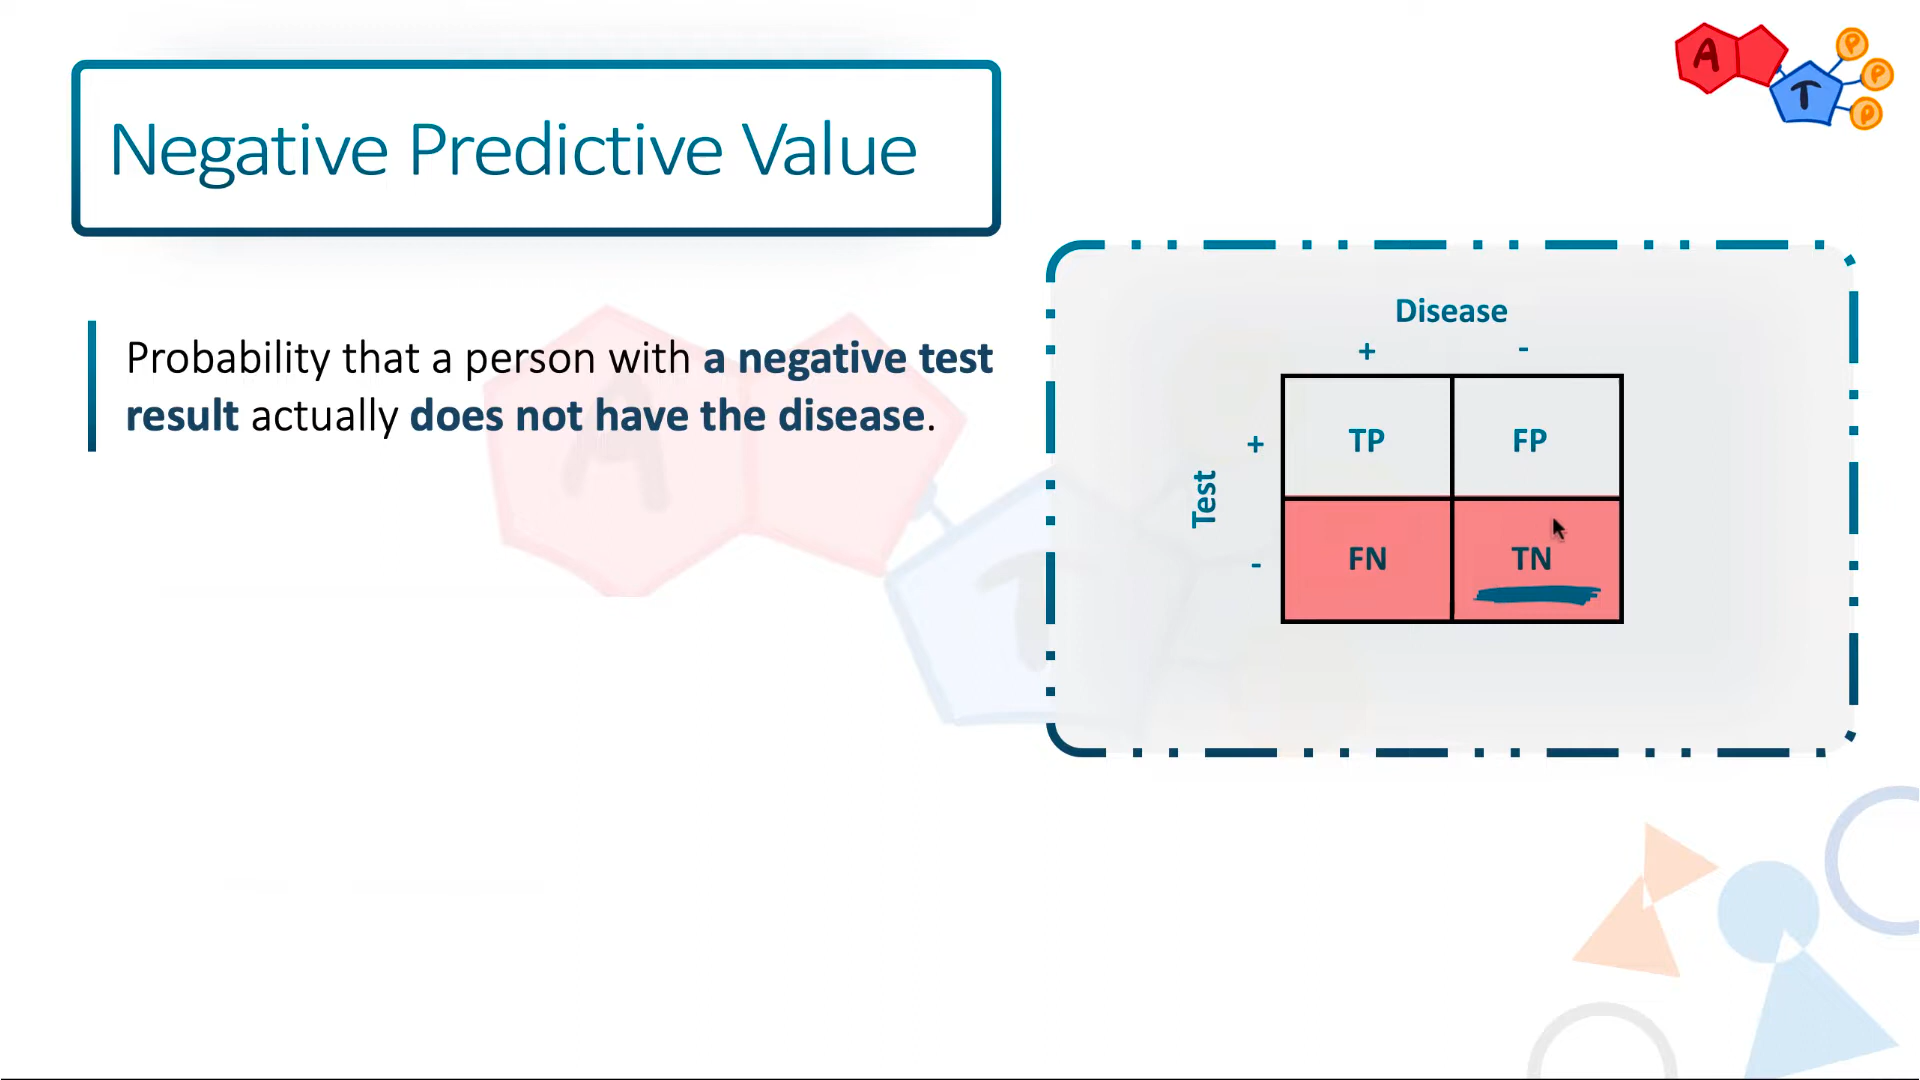 Negative Predictive Value
A
T
P
P
P
Probability that a person with a negative test
result actually does not have the disease.
A
T
Disease
+ -
Test
+ TP FP
- FN TN